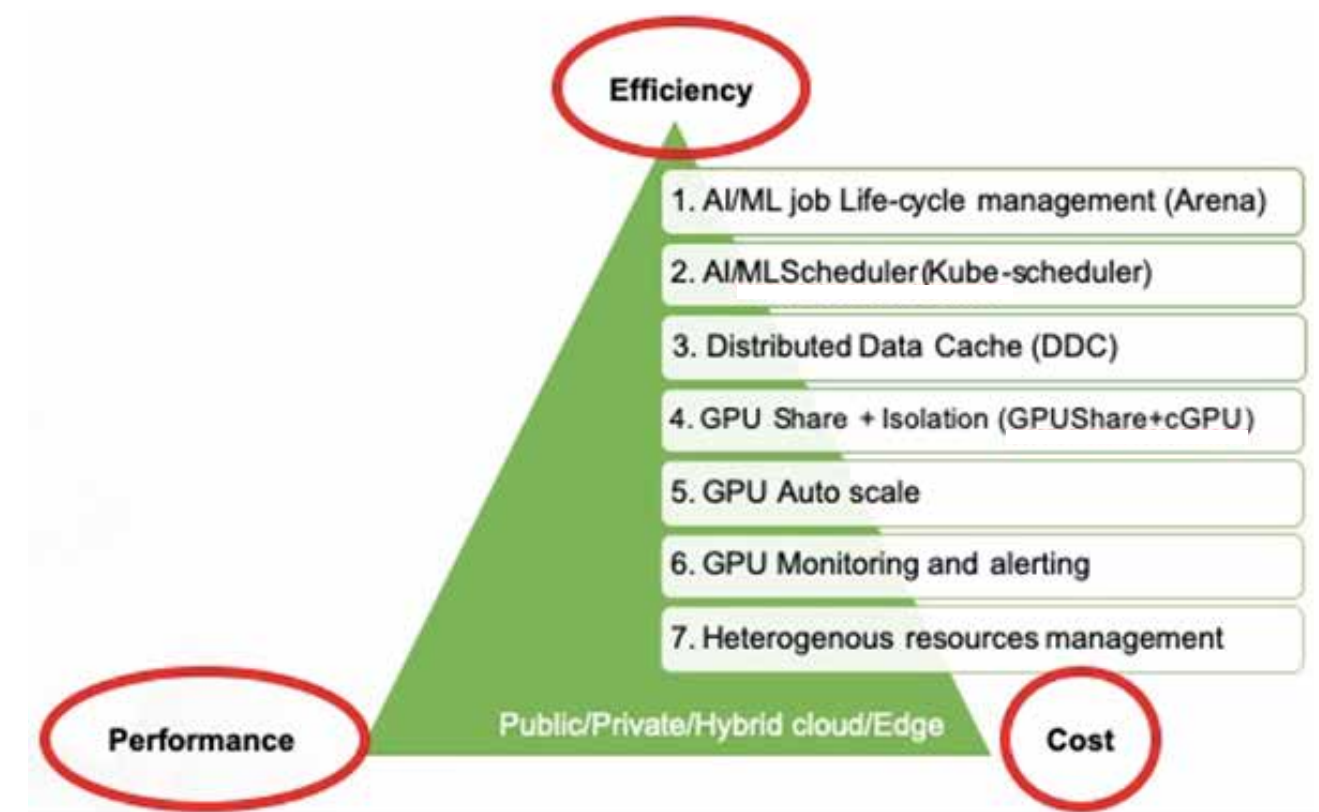 Efficiency
1. AI/ML job Life-cycle management (Arena)
2. AI/MLScheduler(Kube-scheduler)
3. Distributed Data Cache (DDC)
4. GPU Share + Isolation (GPUShare+cGPU)
5. GPU Auto scale
6. GPU Monitoring and alerting
7. Heterogenous resources management
Public/Private/Hybrid cloud/Edge
Performance
Cost